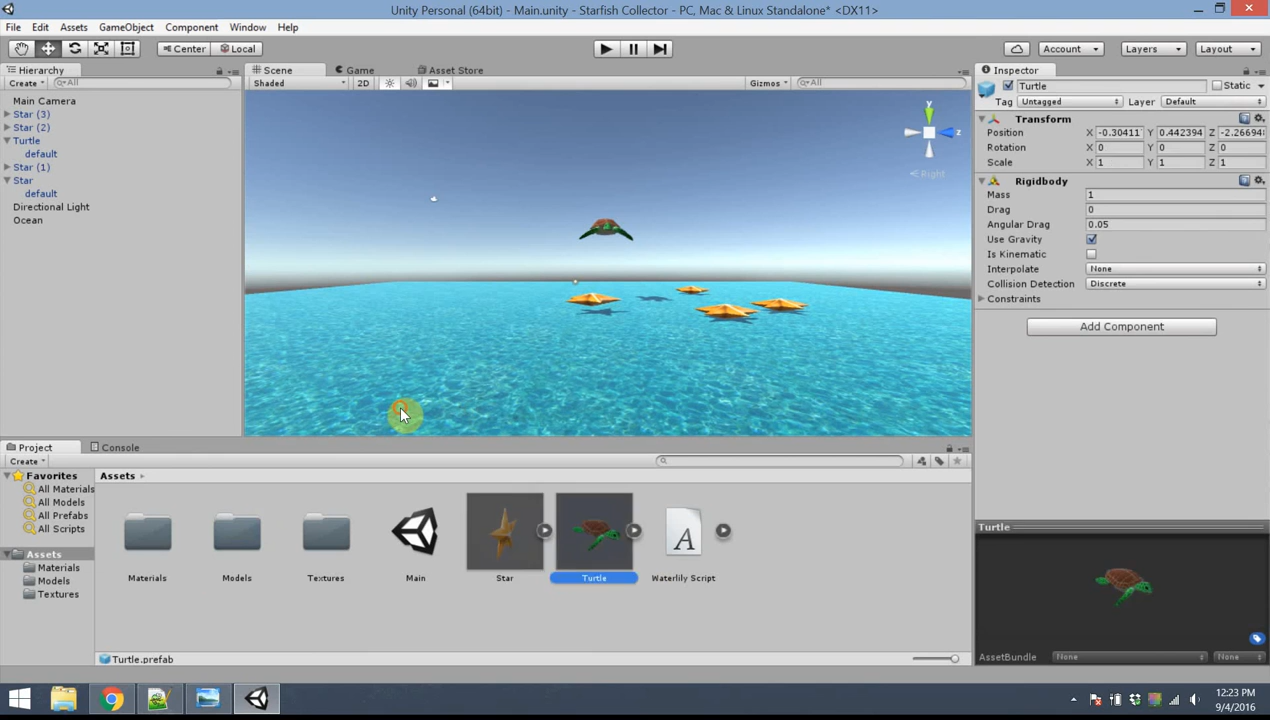 Unity Personal (64bit) - Main.unity - Starfish Collector - PC, Mac & Linux Standalone* <DX11>
File Edit Assets GameObject Component Window Help
Center Local Account Layers Layout
Hierarchy Scene Game Asset Store Inspector
Create All Shaded 2D Gizmos All Turtle Static
Tag Untagged Layer Default
Main Camera
Star (3)
Star (2)
Turtle
default
Star (1)
Star
default
Directional Light
Ocean
y
z
Right
Transform
Position X -0.30411 Y 0.442394 Z -2.26694
Rotation X 0 Y 0 Z 0
Scale X 1 Y 1 Z 1
Rigidbody
Mass 1
Drag 0
Angular Drag 0.05
Use Gravity
Is Kinematic
Interpolate None
Collision Detection Discrete
Constraints
Add Component
Project Console
Create
Favorites
All Materials
All Models
All Prefabs
All Scripts
Assets
Materials
Models
Textures
Assets
A
Materials Models Textures Main Star Turtle Waterlily Script
Turtle.prefab
Turtle
AssetBundle None None
12:23 PM
9/4/2016